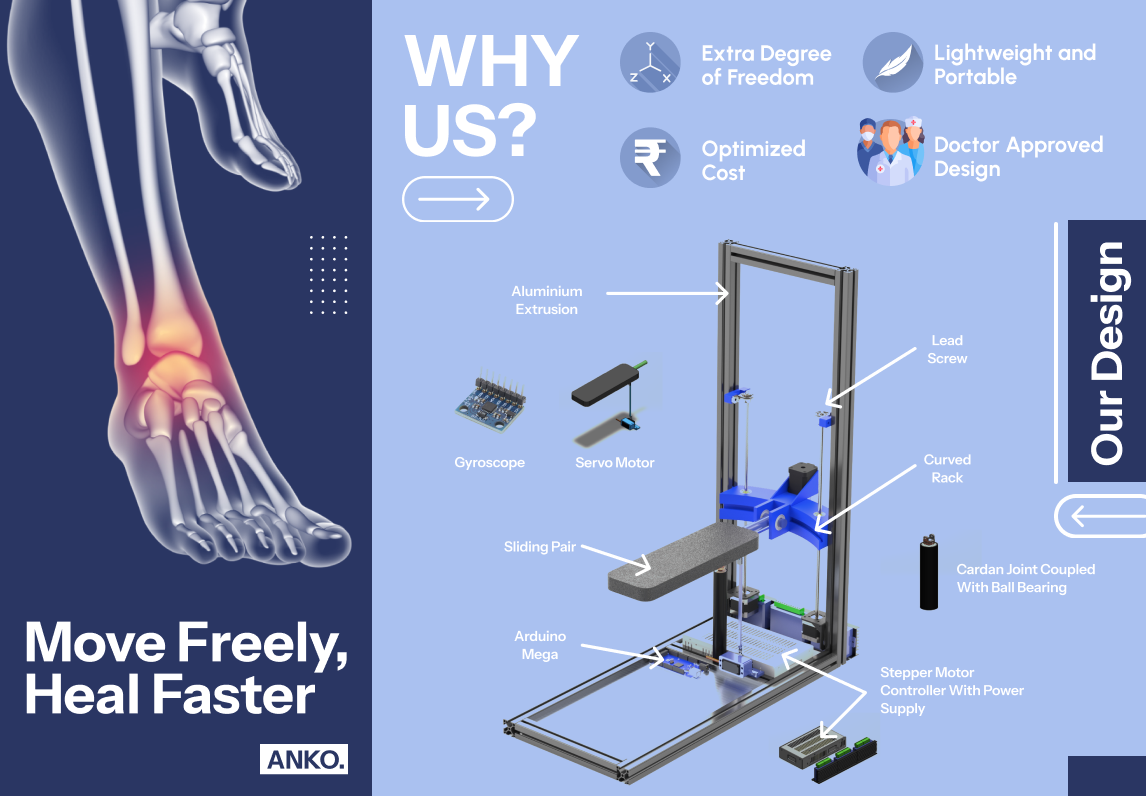 Move Freely,
Heal Faster
ANKO.
WHY
US?
Y
Z
X
Extra Degree
of Freedom
Lightweight and
Portable
₹
Optimized
Cost
Doctor Approved
Design
Our Design
Aluminium
Extrusion
Lead
Screw
Gyroscope
Servo Motor
Curved
Rack
Sliding Pair
Cardan Joint Coupled
With Ball Bearing
Arduino
Mega
Stepper Motor
Controller With Power
Supply